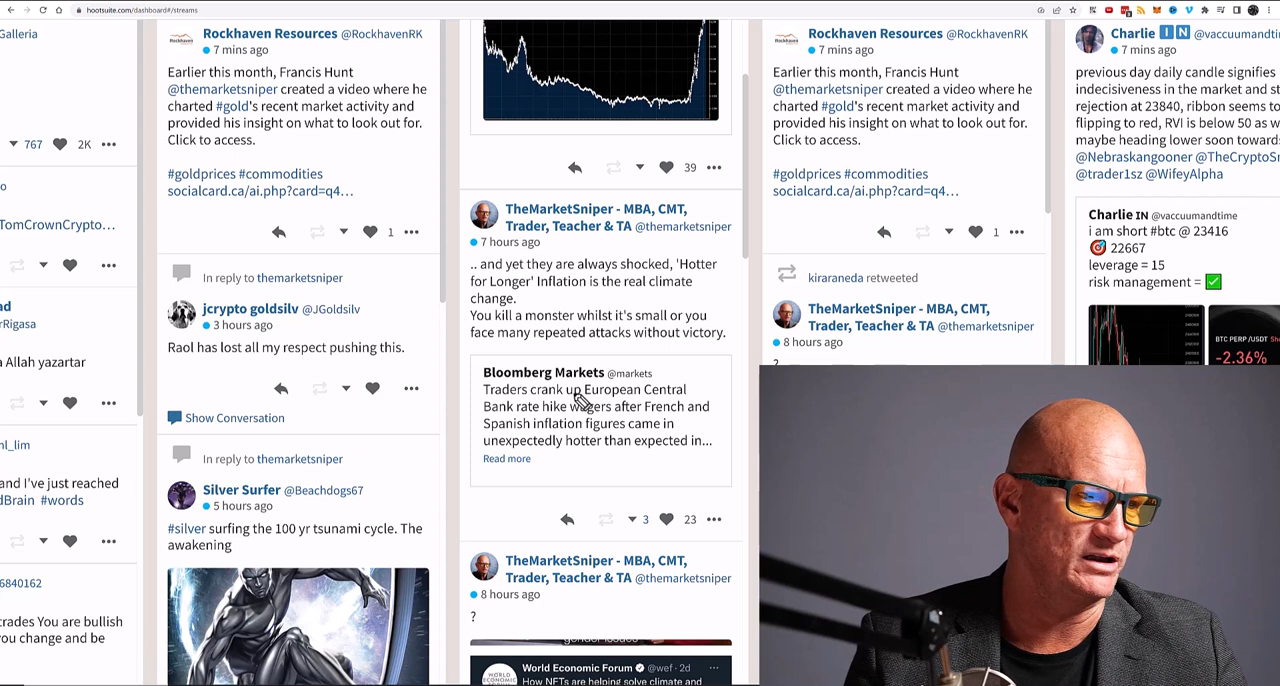 hootsuite.com/dashboard#/streams
Galleria
767 2K
TomCrownCrypto…
Rigasa
Allah yazartar
and I've just reached
#words
6840162
trades You are bullish
you change and be
Rockhaven
Rockhaven Resources @RockhavenRK
7 mins ago
Earlier this month, Francis Hunt
@themarketsniper created a video where he
charted #gold's recent market activity and
provided his insight on what to look out for.
Click to access.
#goldprices #commodities
socialcard.ca/ai.php?card=q4…
1
In reply to themarketsniper
jcrypto goldsilv @JGoldsilv
3 hours ago
Raol has lost all my respect pushing this.
Show Conversation
In reply to themarketsniper
Silver Surfer @Beachdogs67
5 hours ago
#silver surfing the 100 yr tsunami cycle. The
awakening
39
TheMarketSniper - MBA, CMT,
Trader, Teacher & TA @themarketsniper
7 hours ago
.. and yet they are always shocked, 'Hotter
for Longer' Inflation is the real climate
change.
You kill a monster whilst it's small or you
face many repeated attacks without victory.
Bloomberg Markets @markets
Traders crank up European Central
Bank rate hike wagers after French and
Spanish inflation figures came in
unexpectedly hotter than expected in...
Read more
3 23
TheMarketSniper - MBA, CMT,
Trader, Teacher & TA @themarketsniper
8 hours ago
?
gender issues
WORLD
ECONOMIC
World Economic Forum @wef · 2d
How NFTs are helping solve climate and
Rockhaven
Rockhaven Resources @RockhavenRK
7 mins ago
Earlier this month, Francis Hunt
@themarketsniper created a video where he
charted #gold's recent market activity and
provided his insight on what to look out for.
Click to access.
#goldprices #commodities
socialcard.ca/ai.php?card=q4…
1
kiraraneda retweeted
TheMarketSniper - MBA, CMT,
Trader, Teacher & TA @themarketsniper
8 hours ago
?
Charlie 🇮🇳 @vaccuumandti
7 mins ago
previous day daily candle signifies
indecisiveness in the market and st
rejection at 23840, ribbon seems to
flipping to red, RVI is below 50 as w
maybe heading lower soon toward
@Nebraskangooner @TheCryptoS
@trader1sz @WifeyAlpha
Charlie IN @vaccuumandtime
i am short #btc @ 23416
🎯 22667
leverage = 15
risk management = ✅
BTC PERP /USDT Sh
-2.36%